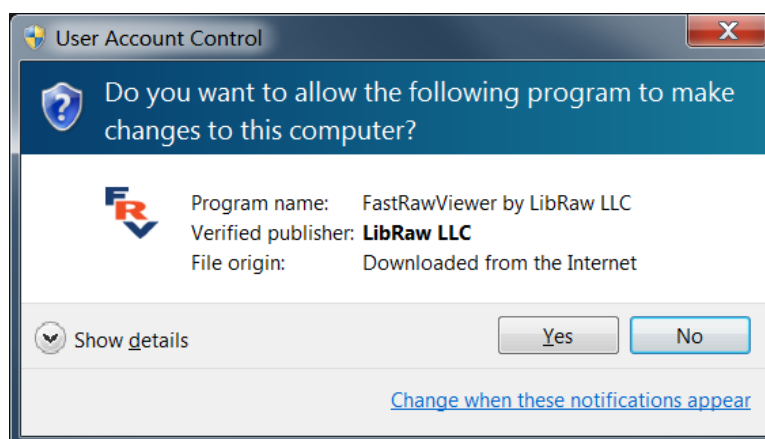 User Account Control
Do you want to allow the following program to make
changes to this computer?
FRV
Program name: FastRawViewer by LibRaw LLC
Verified publisher: LibRaw LLC
File origin: Downloaded from the Internet
Show details
Yes
No
Change when these notifications appear